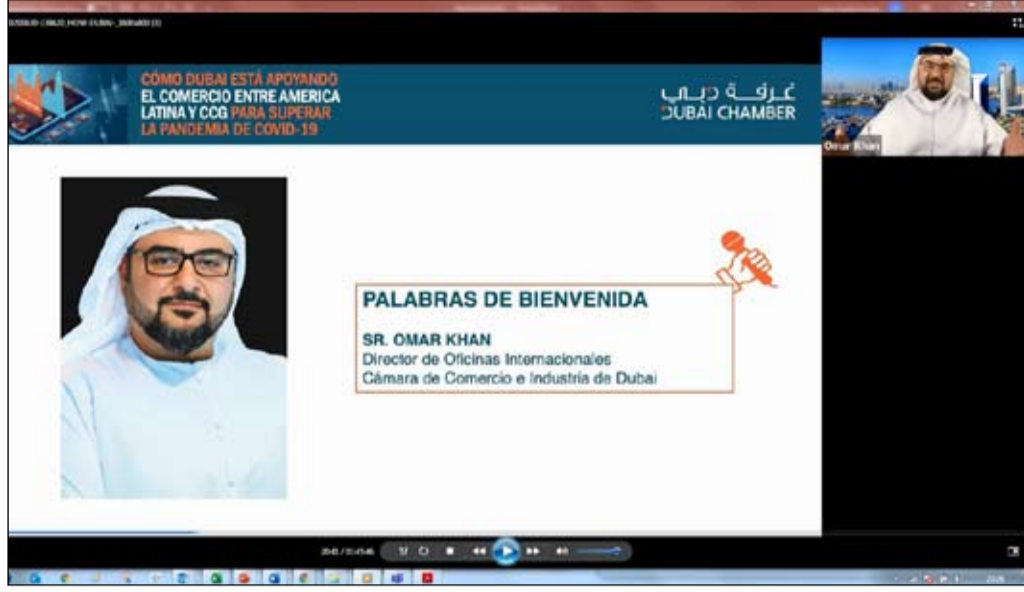 CÓMO DUBAI ESTÁ APOYANDO
EL COMERCIO ENTRE AMERICA
LATINA Y CCG PARA SUPERAR
LA PANDEMIA DE COVID-19
غرفة دبي
DUBAI CHAMBER
Omar Khan
PALABRAS DE BIENVENIDA
SR. OMAR KHAN
Director de Oficinas Internacionales
Cámara de Comercio e Industria de Dubai